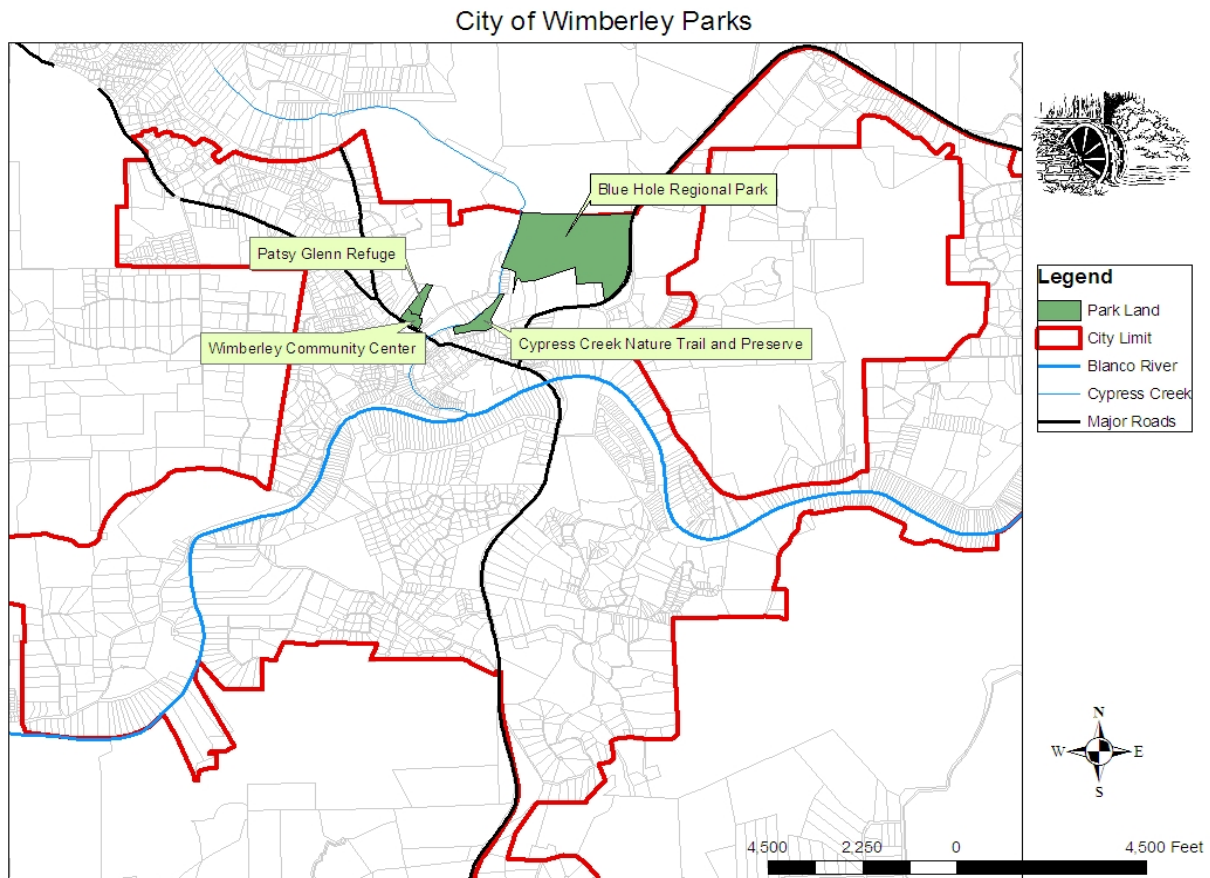 City of Wimberley Parks
Blue Hole Regional Park
Patsy Glenn Refuge
Wimberley Community Center
Cypress Creek Nature Trail and Preserve
Legend
Park Land
City Limit
Blanco River
Cypress Creek
Major Roads
N
W E
S
4,500 2,250 0 4,500 Feet